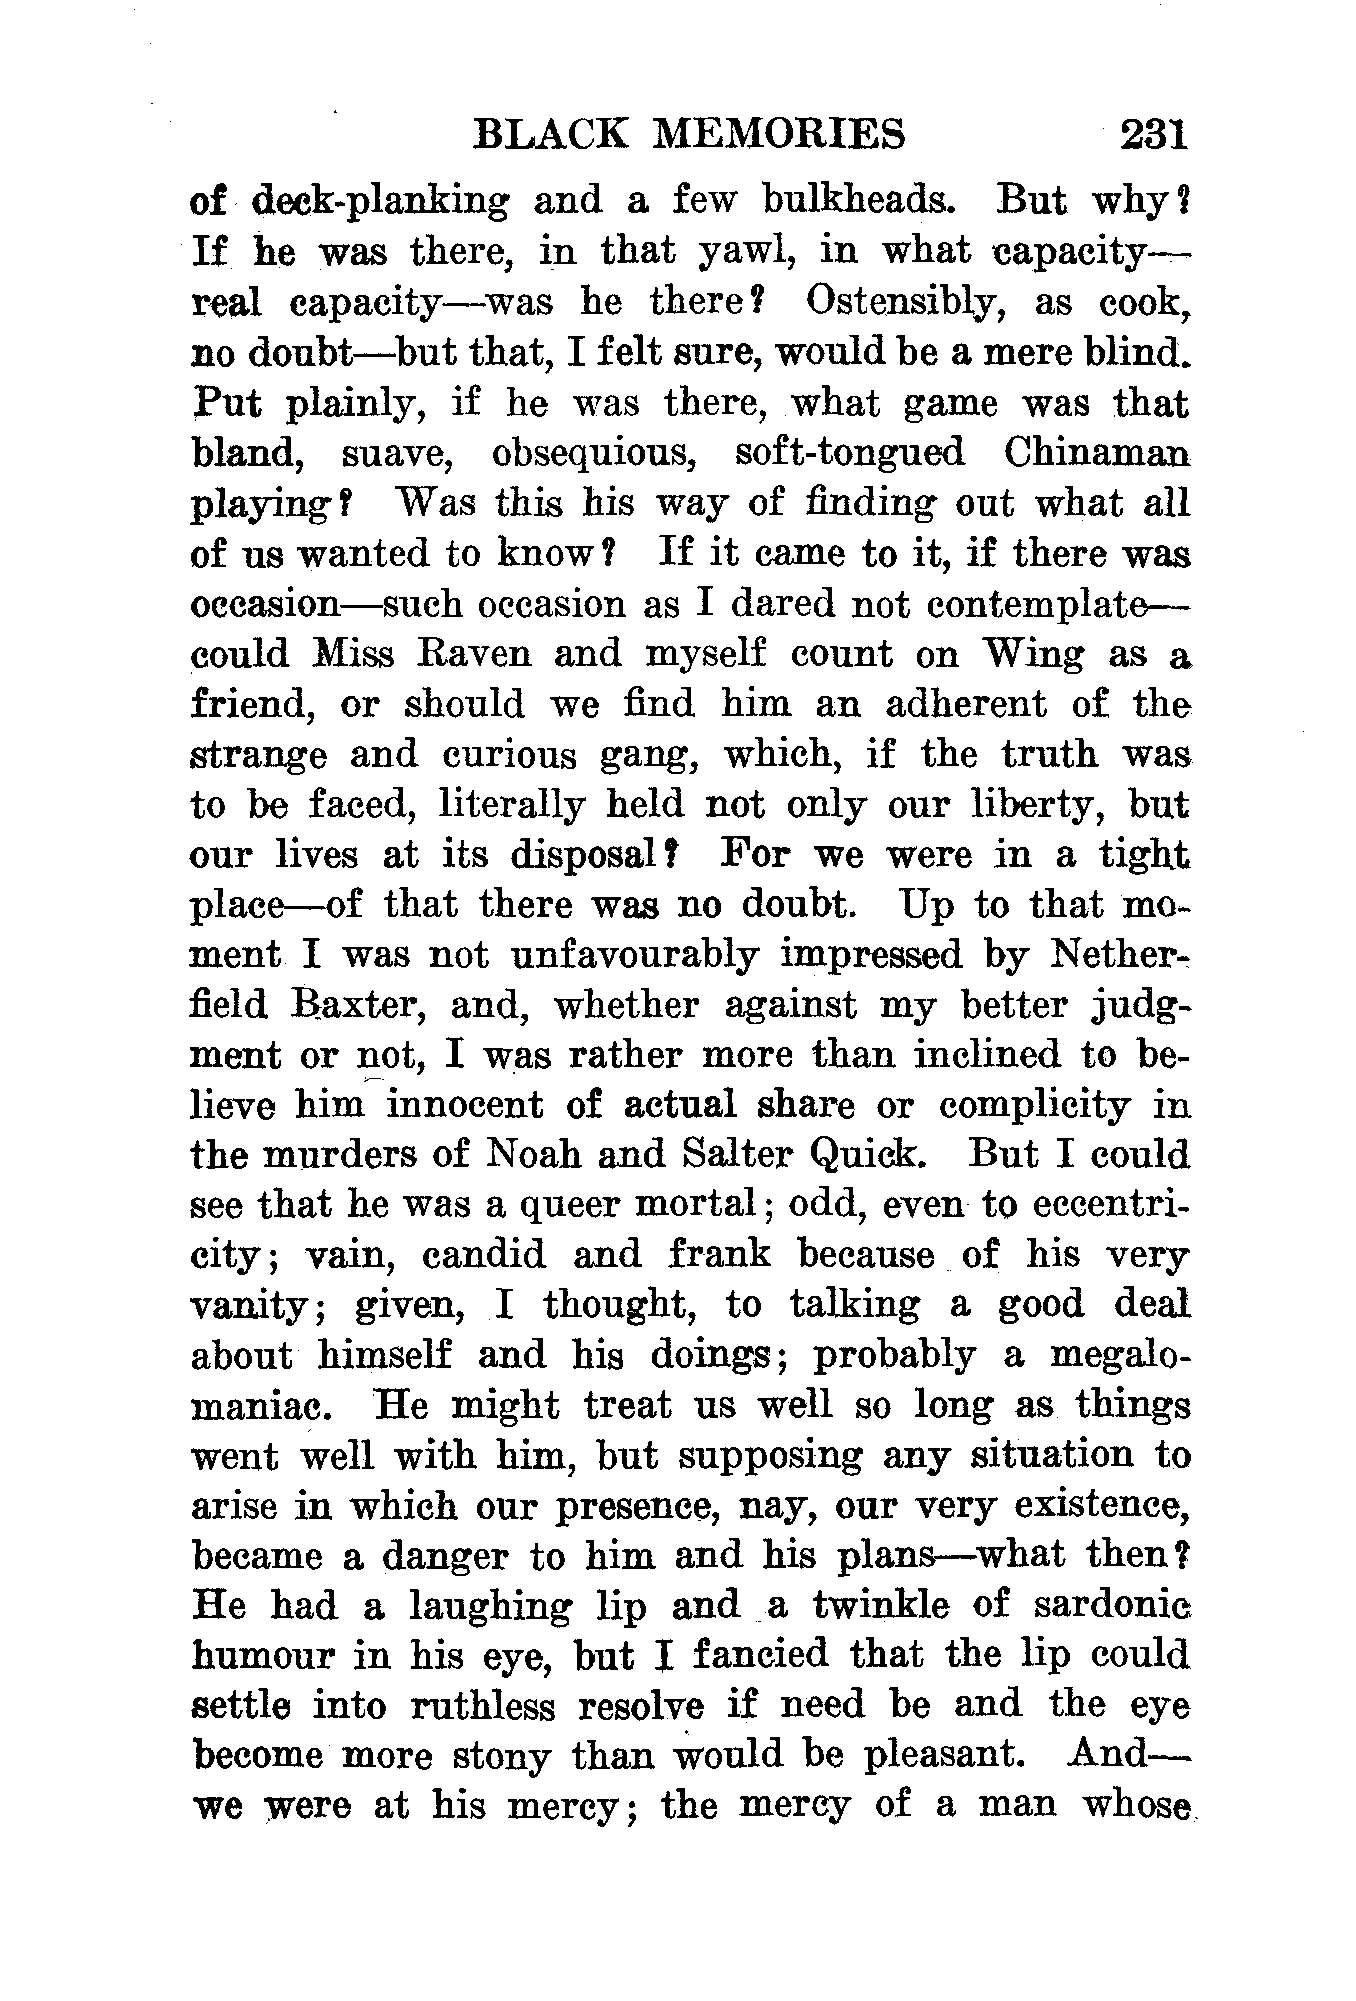 BLACK MEMORIES 231
of deck-planking and a few bulkheads. But why?
If he was there, in that yawl, in what capacity—
real capacity—was he there? Ostensibly, as cook,
no doubt—but that, I felt sure, would be a mere blind.
Put plainly, if he was there, what game was that
bland, suave, obsequious, soft-tongued Chinaman
playing? Was this his way of finding out what all
of us wanted to know? If it came to it, if there was
occasion—such occasion as I dared not contemplate—
could Miss Raven and myself count on Wing as a
friend, or should we find him an adherent of the
strange and curious gang, which, if the truth was
to be faced, literally held not only our liberty, but
our lives at its disposal? For we were in a tight
place—of that there was no doubt. Up to that mo-
ment I was not unfavourably impressed by Nether-
field Baxter, and, whether against my better judg-
ment or not, I was rather more than inclined to be-
lieve him innocent of actual share or complicity in
the murders of Noah and Salter Quick. But I could
see that he was a queer mortal; odd, even to eccentri-
city; vain, candid and frank because of his very
vanity; given, I thought, to talking a good deal
about himself and his doings; probably a megalo-
maniac. He might treat us well so long as things
went well with him, but supposing any situation to
arise in which our presence, nay, our very existence,
became a danger to him and his plans—what then?
He had a laughing lip and a twinkle of sardonic
humour in his eye, but I fancied that the lip could
settle into ruthless resolve if need be and the eye
become more stony than would be pleasant. And—
we were at his mercy; the mercy of a man whose